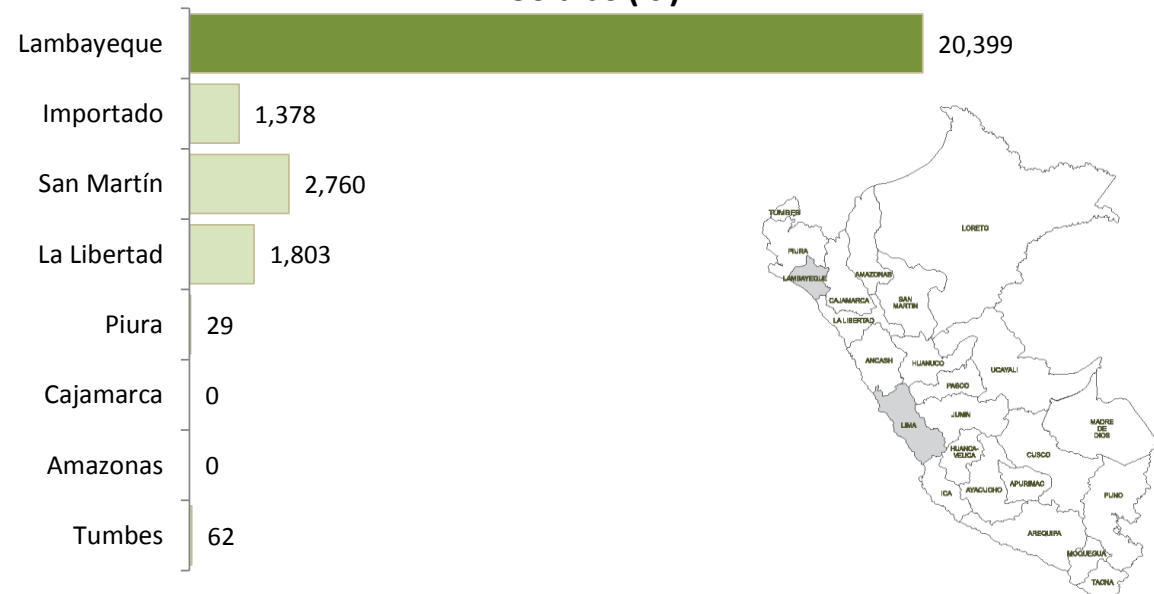 Lambayeque 20,399
Importado 1,378
San Martín 2,760
La Libertad 1,803
Piura 29
Cajamarca 0
Amazonas 0
Tumbes 62
TUMBES
LORETO
PIURA
LAMBAYEQUE
AMAZONAS
CAJAMARCA
SAN
MARTIN
LA LIBERTAD
ANCASH
HUANUCO
UCAYALI
PASCO
LIMA
JUNIN
MADRE
DE
DIOS
HUANCA-
VELICA
CUSCO
ICA
AYACUCHO
APURIMAC
PUNO
AREQUIPA
MOQUEGUA
TACNA